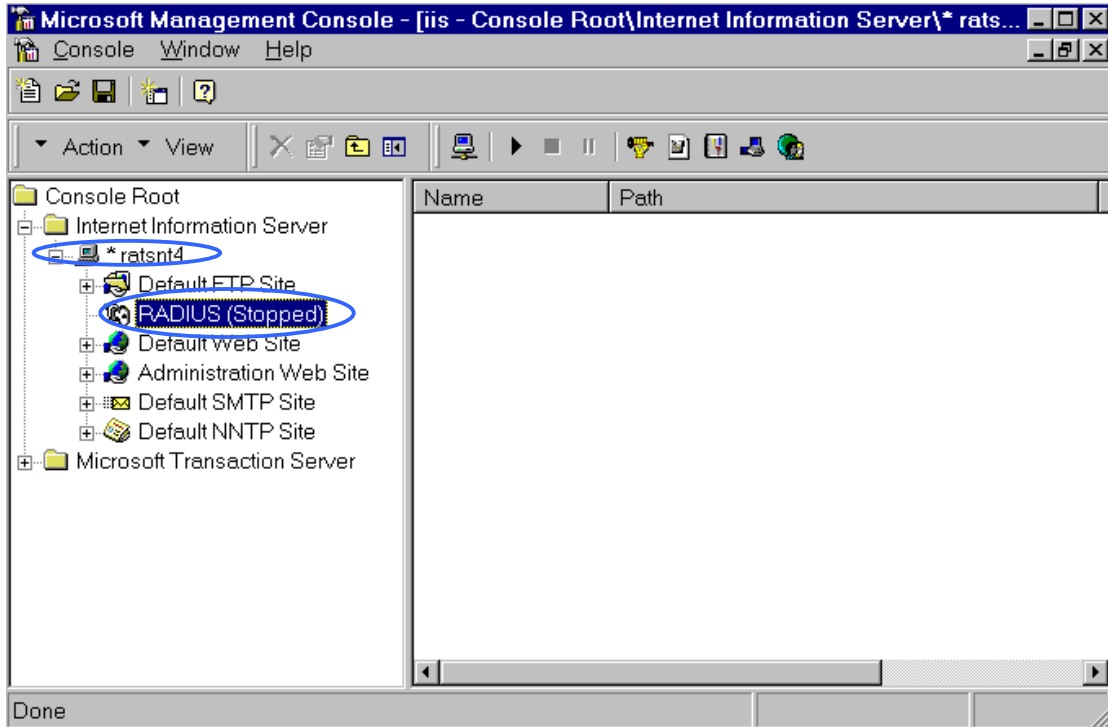 Microsoft Management Console - [iis - Console Root\Internet Information Server\* rats...
Console Window Help
Action View
Console Root
Internet Information Server
* ratsnt4
Default FTP Site
RADIUS (Stopped)
Default Web Site
Administration Web Site
Default SMTP Site
Default NNTP Site
Microsoft Transaction Server
Name Path
Done